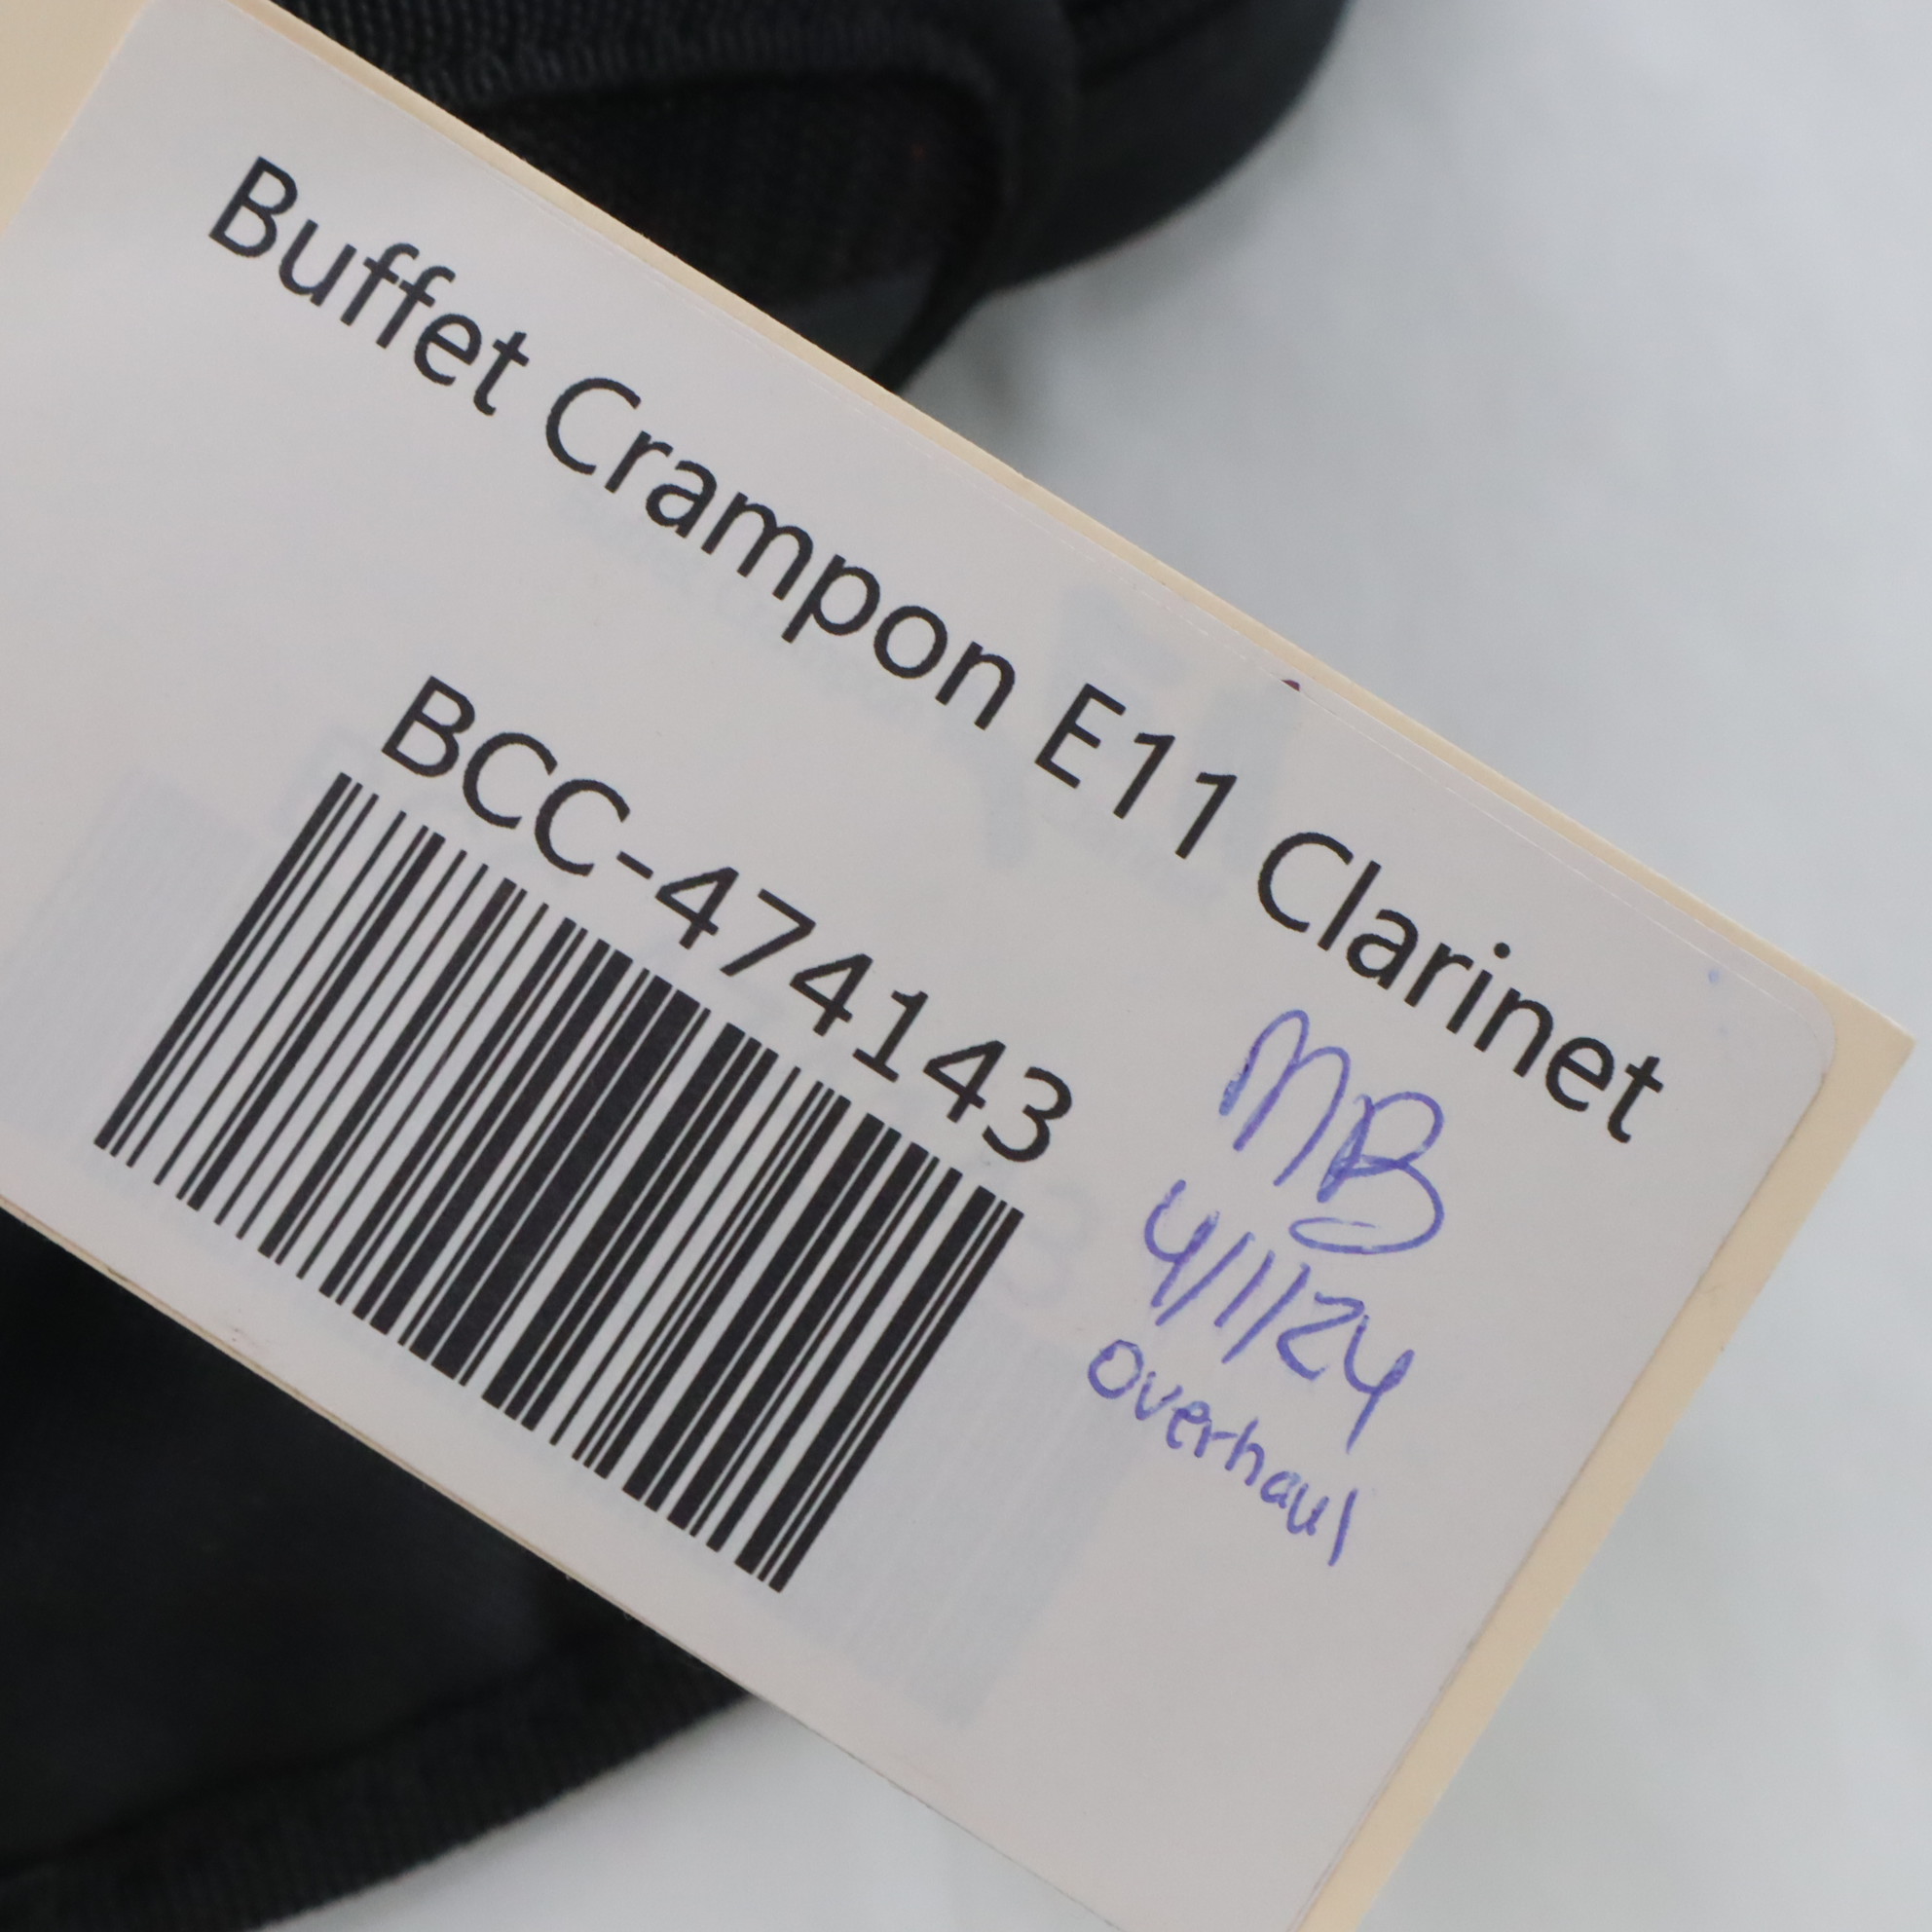 Buffet Crampon E11 Clarinet
BCC-474143
MB
4/1/24
Overhaul